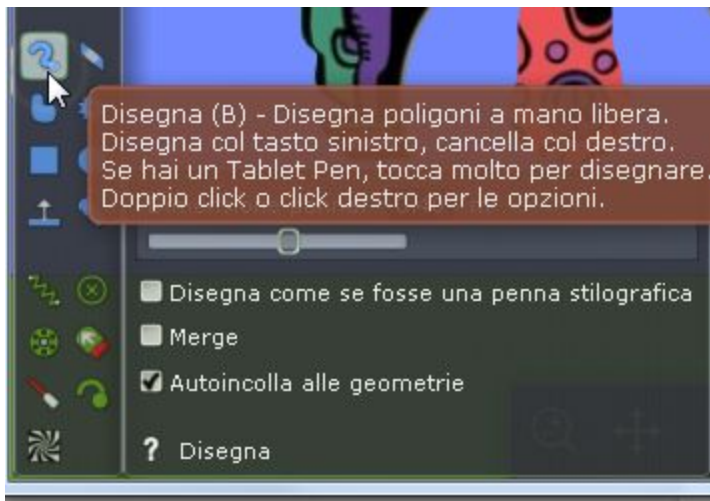 Disegna (B) - Disegna poligoni a mano libera.
Disegna col tasto sinistro, cancella col destro.
Se hai un Tablet Pen, tocca molto per disegnare.
Doppio click o click destro per le opzioni.
Disegna come se fosse una penna stilografica
Merge
Autoincolla alle geometrie
? Disegna